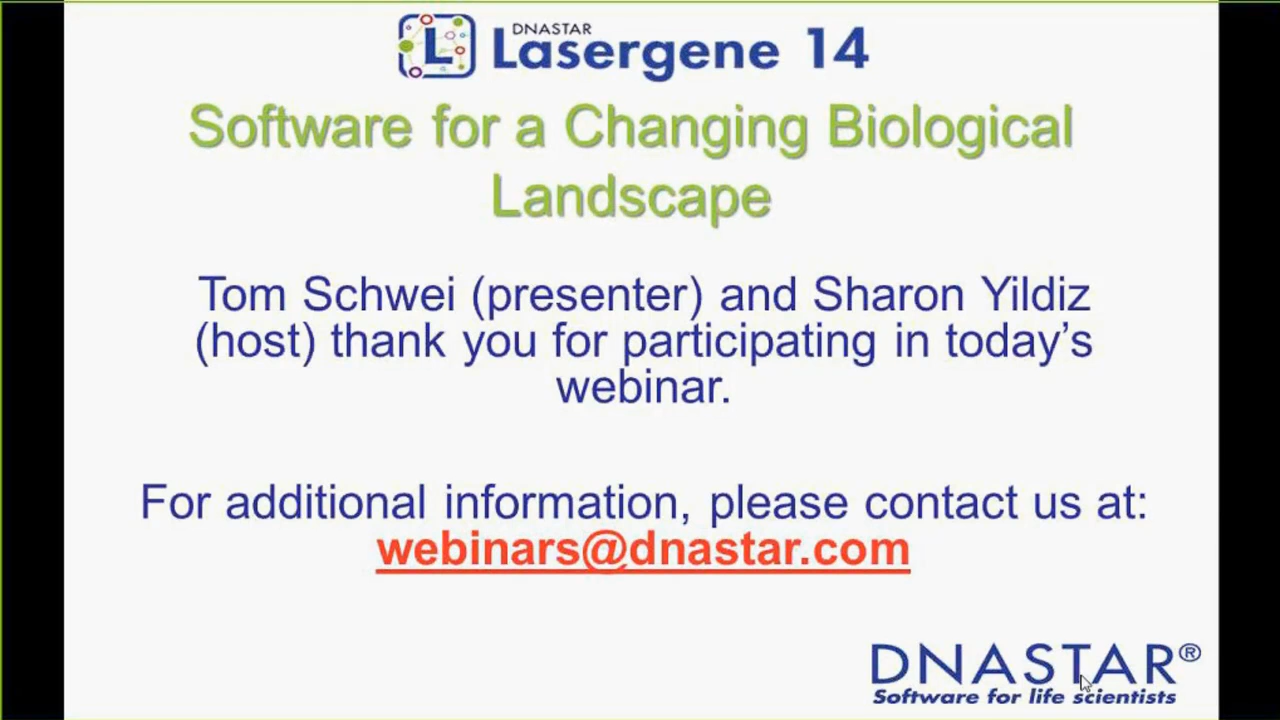 DNASTAR
L Lasergene 14
Software for a Changing Biological
Landscape
Tom Schwei (presenter) and Sharon Yildiz
(host) thank you for participating in today’s
webinar.
For additional information, please contact us at:
webinars@dnastar.com
DNASTAR®
Software for life scientists